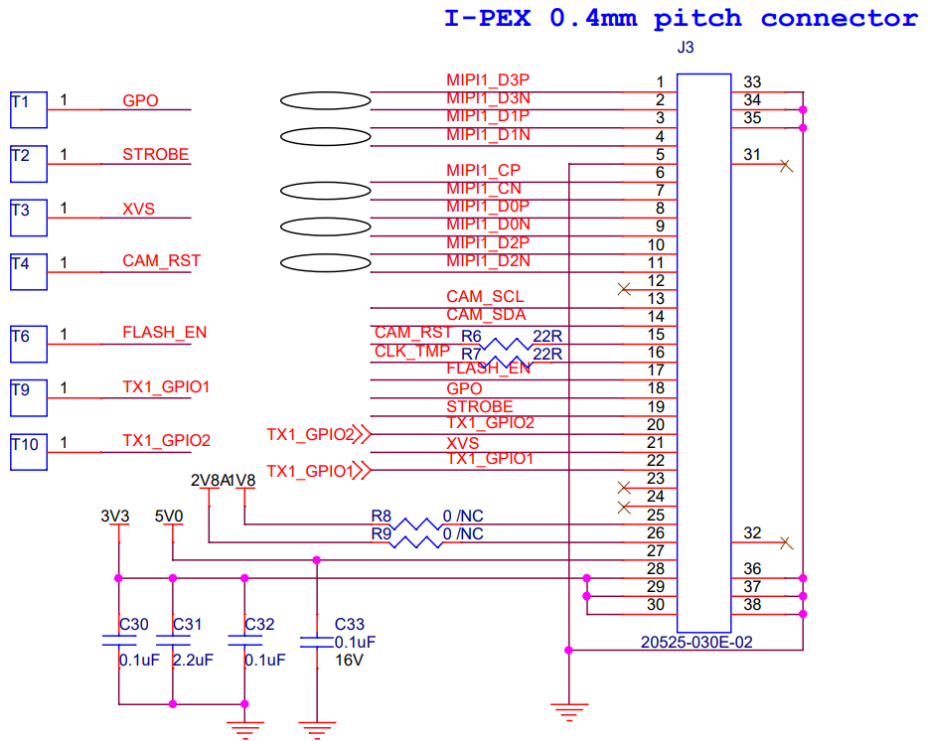 I-PEX 0.4mm pitch connector
J3
T1 1 GPO
T2 1 STROBE
T3 1 XVS
T4 1 CAM_RST
T6 1 FLASH_EN
T9 1 TX1_GPIO1
T10 1 TX1_GPIO2
MIPI1_D3P 1
MIPI1_D3N 2
MIPI1_D1P 3
MIPI1_D1N 4
5
MIPI1_CP 6
MIPI1_CN 7
MIPI1_D0P 8
MIPI1_D0N 9
MIPI1_D2P 10
MIPI1_D2N 11
12
CAM_SCL 13
CAM_SDA 14
CAM_RST R6 22R 15
CLK_TMP R7 22R 16
FLASH_EN 17
GPO 18
STROBE 19
TX1_GPIO2 TX1_GPIO2 20
XVS 21
TX1_GPIO1 TX1_GPIO1 22
23
24
2V8A 1V8
R8 0 /NC 25
R9 0 /NC 26
3V3 5V0
27
28
29
30
33
34
35
31
32
36
37
38
20525-030E-02
C30 0.1uF
C31 2.2uF
C32 0.1uF
C33 0.1uF 16V